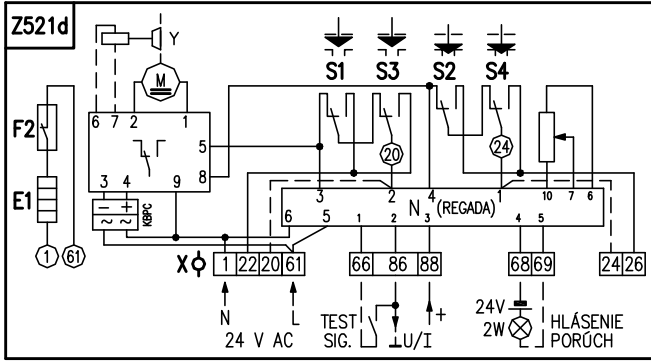 Z521d
Y
M
S1 S3 S2 S4
6 7 2 1
F2
5
8
20
24
3 4 9
E1
- +
~ ~
KBPC
3 2 4 1 10 7 6
N (REGADA)
6 5 1 2 3 4 5
1 61
X 1 22 20 61 66 86 88 68 69 24 26
N L
24 V AC
TEST
SIG.
⊥U/I
+
24V
2W
HLÁSENIE
PORÚCH